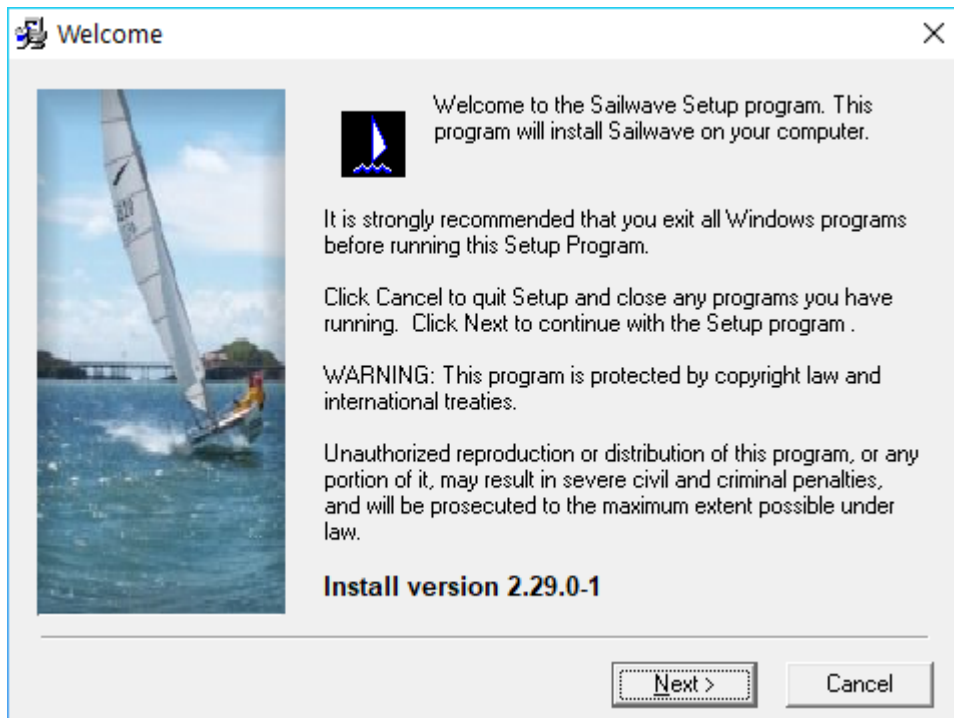 Welcome
Welcome to the Sailwave Setup program. This
program will install Sailwave on your computer.
It is strongly recommended that you exit all Windows programs
before running this Setup Program.
Click Cancel to quit Setup and close any programs you have
running.  Click Next to continue with the Setup program .
WARNING: This program is protected by copyright law and
international treaties.
Unauthorized reproduction or distribution of this program, or any
portion of it, may result in severe civil and criminal penalties,
and will be prosecuted to the maximum extent possible under
law.
Install version 2.29.0-1
Next >
Cancel